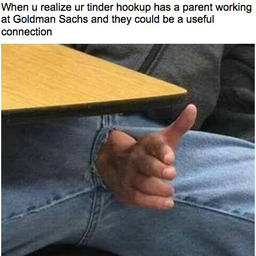 When u realize ur tinder hookup has a parent working
at Goldman Sachs and they could be a useful
connection